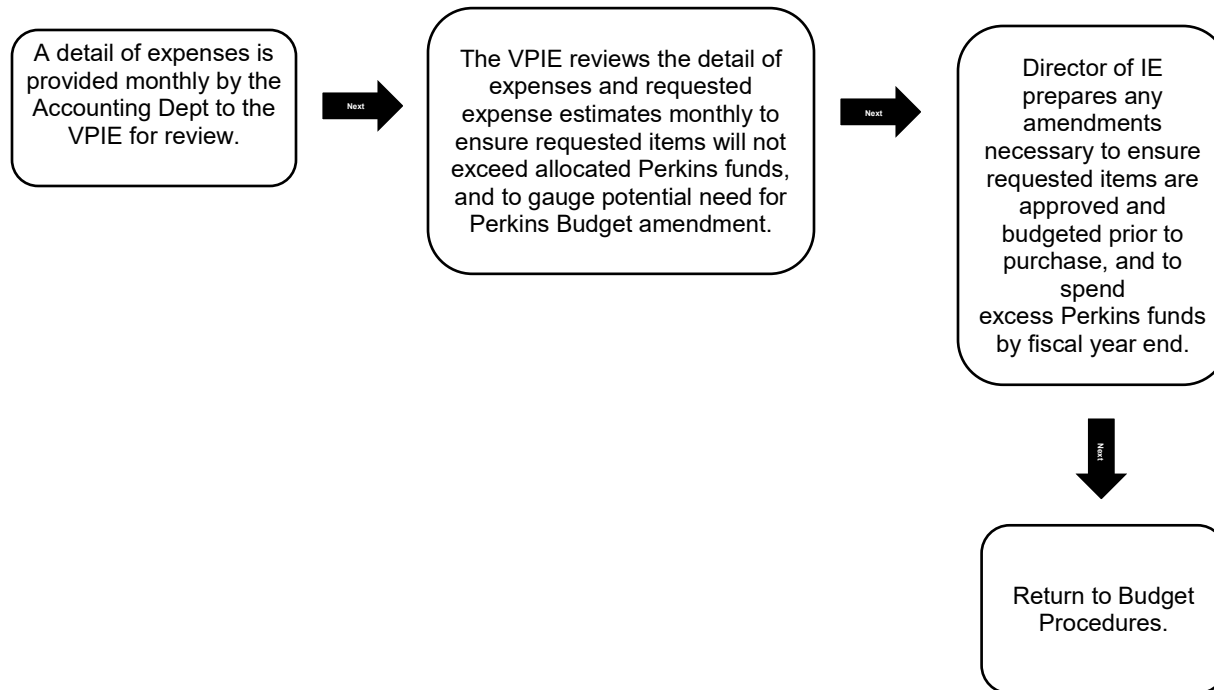 A detail of expenses is
provided monthly by the
Accounting Dept to the
VPIE for review.
Next
The VPIE reviews the detail of
expenses and requested
expense estimates monthly to
ensure requested items will not
exceed allocated Perkins funds,
and to gauge potential need for
Perkins Budget amendment.
Next
Director of IE
prepares any
amendments
necessary to ensure
requested items are
approved and
budgeted prior to
purchase, and to
spend
excess Perkins funds
by fiscal year end.
Next
Return to Budget
Procedures.